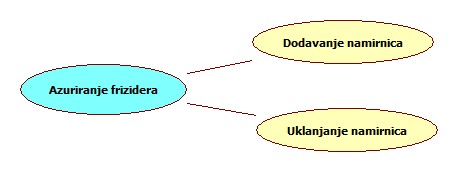 Dodavanje namirnica
Azuriranje frizidera
Uklanjanje namirnica